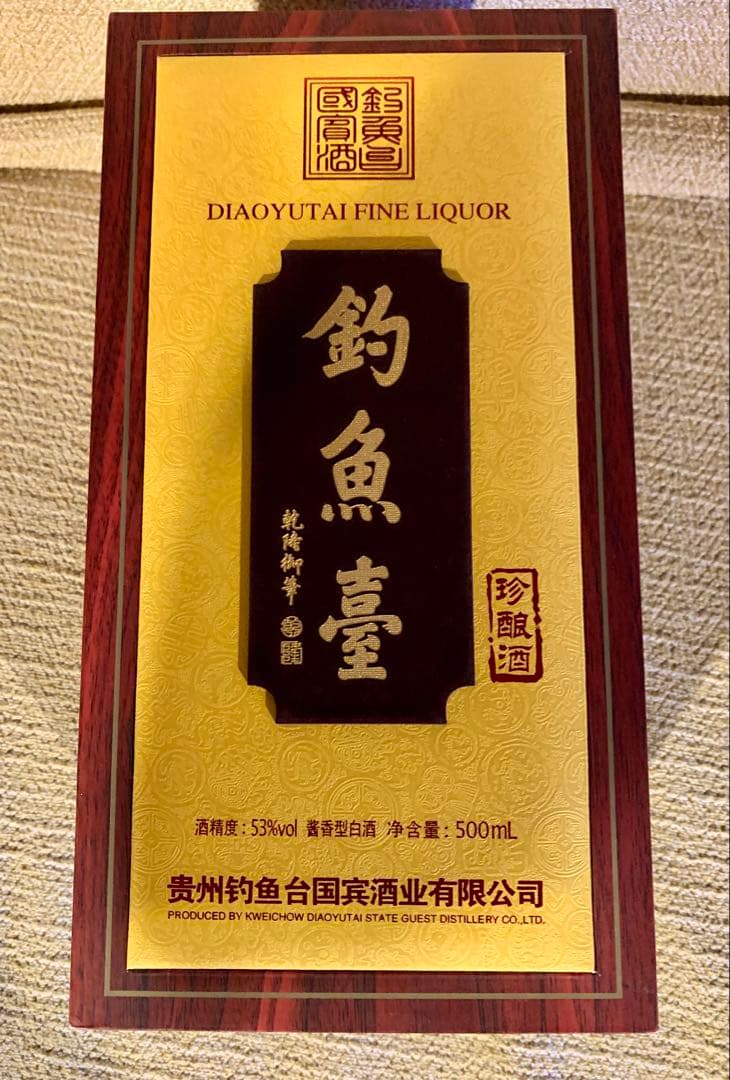 釣魚台
國賓酒
DIAOYUTAI FINE LIQUOR
釣魚臺
乾隆御筆
珍酿酒
酒精度：53%vol 酱香型白酒 净含量：500mL
贵州钓鱼台国宾酒业有限公司
PRODUCED BY KWEICHOW DIAOYUTAI STATE GUEST DISTILLERY CO.,LTD.